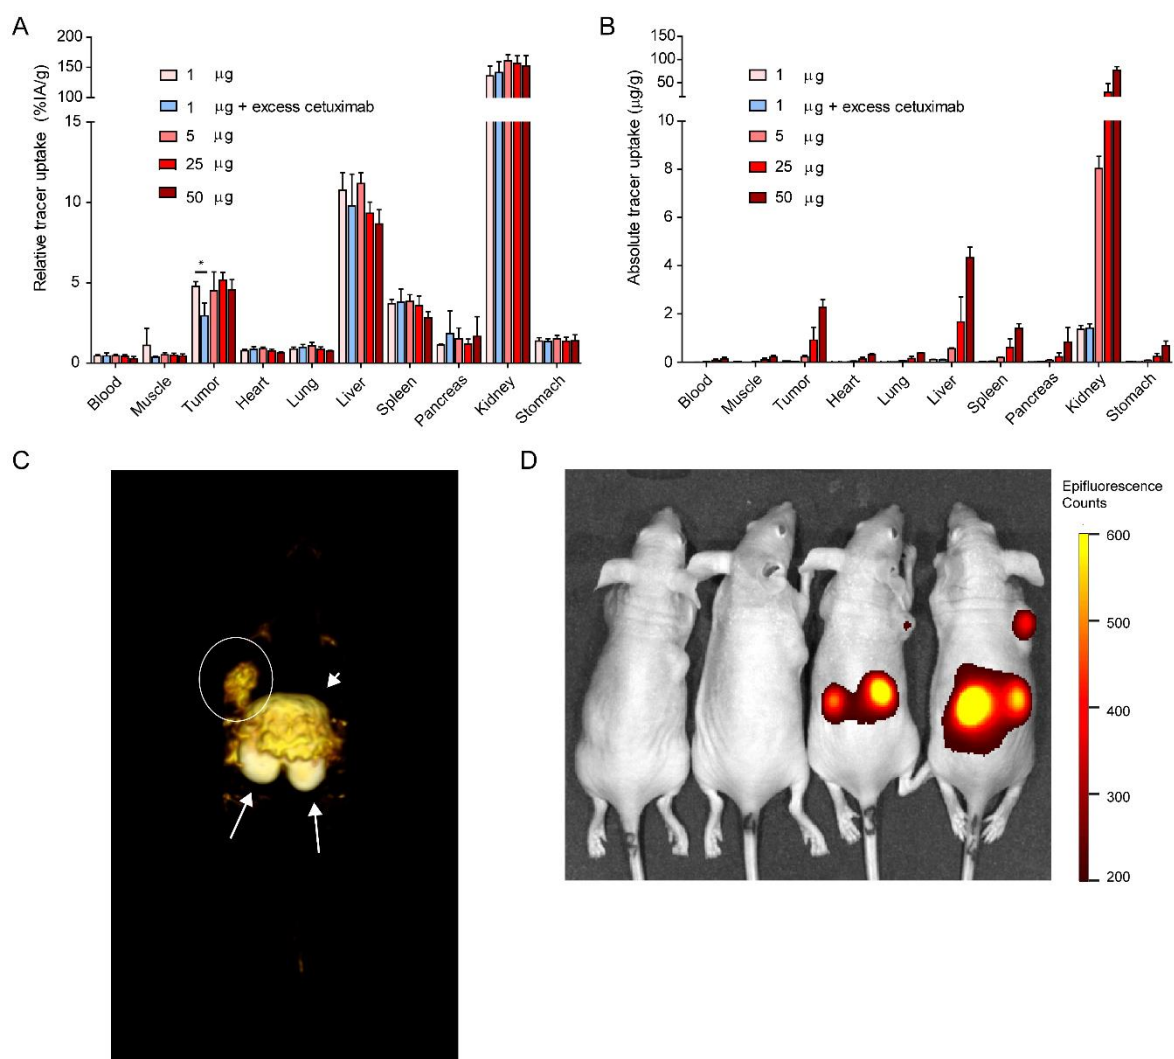 A
Relative tracer uptake (%IA/g)
200
150
100
15
10
5
0
1 μg
1 μg + excess cetuximab
5 μg
25 μg
50 μg
*
Blood
Muscle
Tumor
Heart
Lung
Liver
Spleen
Pancreas
Kidney
Stomach
B
Absolute tracer uptake (μg/g)
150
100
50
10
8
6
4
2
0
1 μg
1 μg + excess cetuximab
5 μg
25 μg
50 μg
Blood
Muscle
Tumor
Heart
Lung
Liver
Spleen
Pancreas
Kidney
Stomach
C
D
Epifluorescence
Counts
600
500
400
300
200